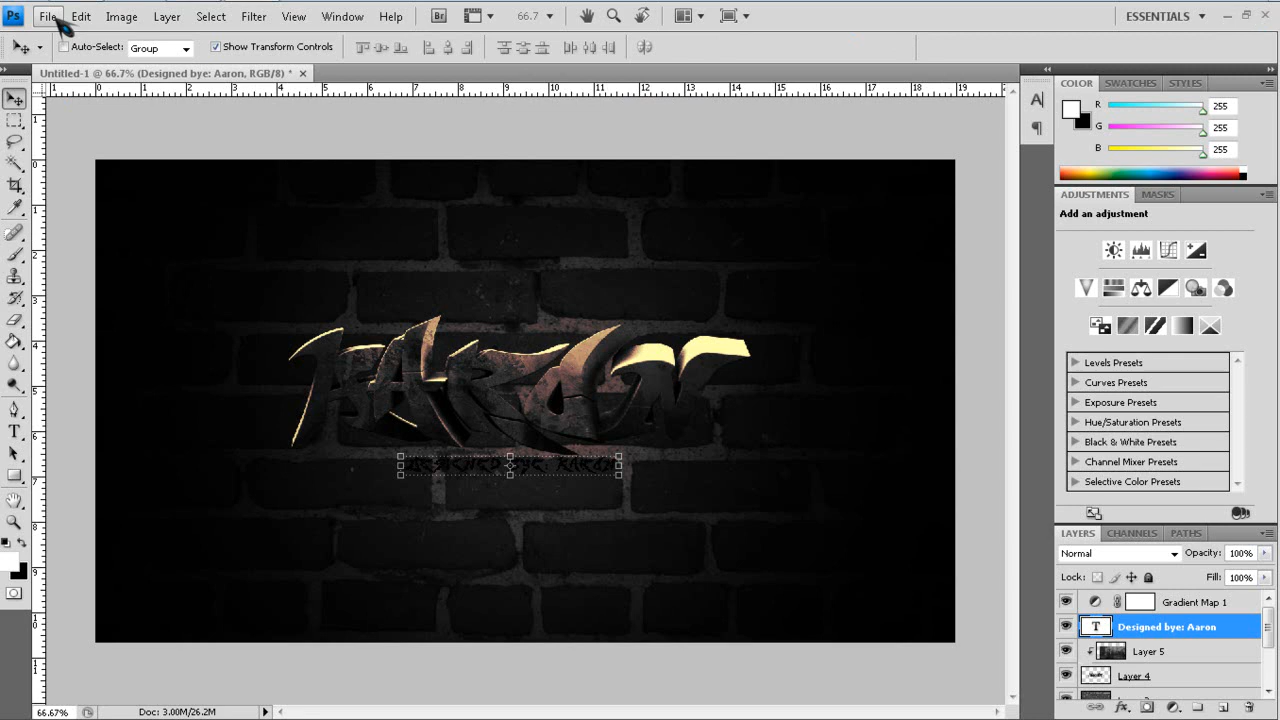 Ps File Edit Image Layer Select Filter View Window Help Br 66.7 ESSENTIALS
Auto-Select: Group Show Transform Controls
Untitled-1 @ 66.7% (Designed bye: Aaron, RGB/8) *
COLOR SWATCHES STYLES
R 255
G 255
B 255
ADJUSTMENTS MASKS
Add an adjustment
AARON
Levels Presets
Curves Presets
Exposure Presets
Hue/Saturation Presets
Black & White Presets
Channel Mixer Presets
Selective Color Presets
LAYERS CHANNELS PATHS
Normal Opacity: 100%
Lock: Fill: 100%
Gradient Map 1
T Designed bye: Aaron
Layer 5
Layer 4
66.67% Doc: 3.00M/26.2M